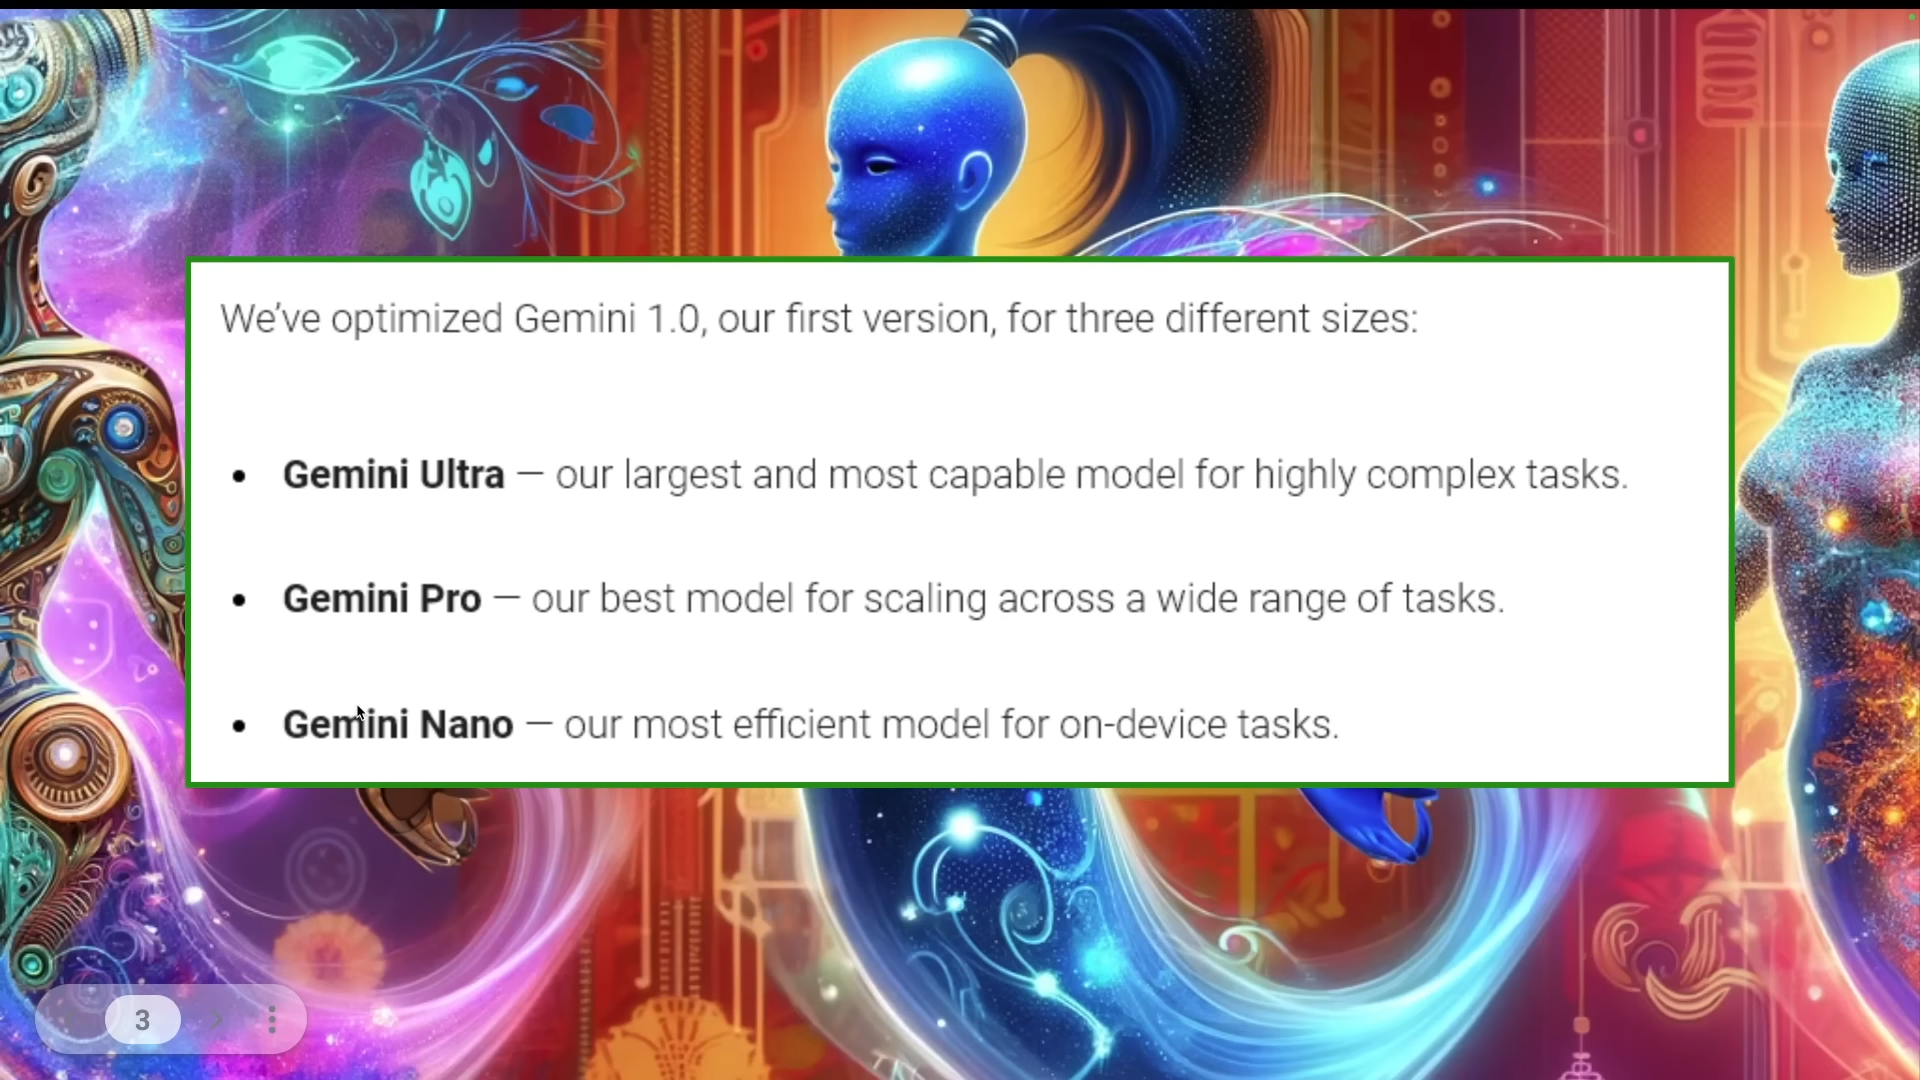 We've optimized Gemini 1.0, our first version, for three different sizes:
• Gemini Ultra — our largest and most capable model for highly complex tasks.
• Gemini Pro — our best model for scaling across a wide range of tasks.
• Gemini Nano — our most efficient model for on-device tasks.
3